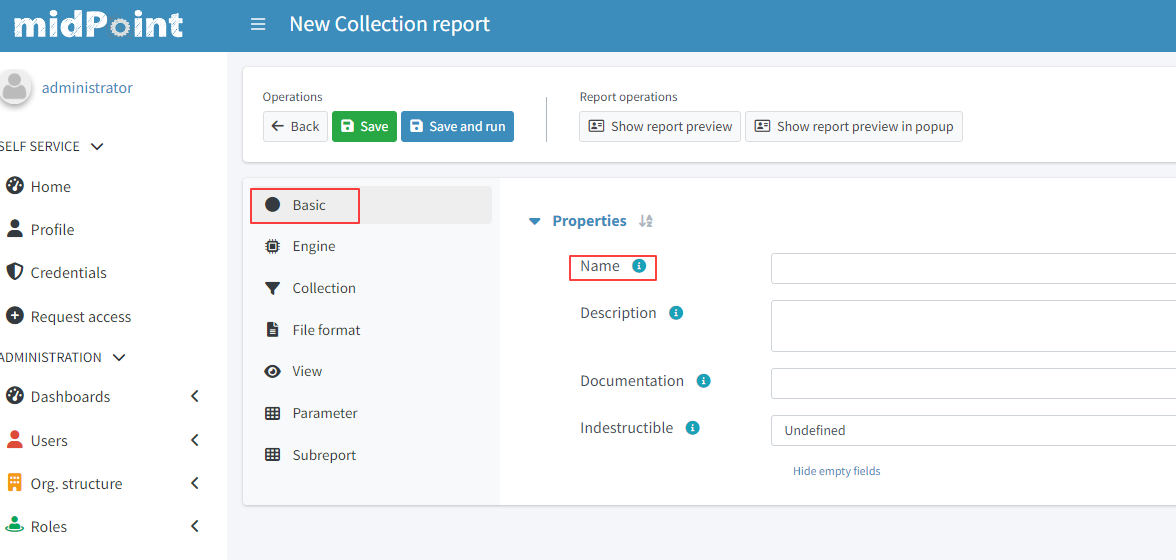 midPoint
New Collection report
administrator
SELF SERVICE
Home
Profile
Credentials
Request access
ADMINISTRATION
Dashboards
Users
Org. structure
Roles
Operations
Back
Save
Save and run
Report operations
Show report preview
Show report preview in popup
Basic
Engine
Collection
File format
View
Parameter
Subreport
Properties
Name
Description
Documentation
Indestructible
Undefined
Hide empty fields